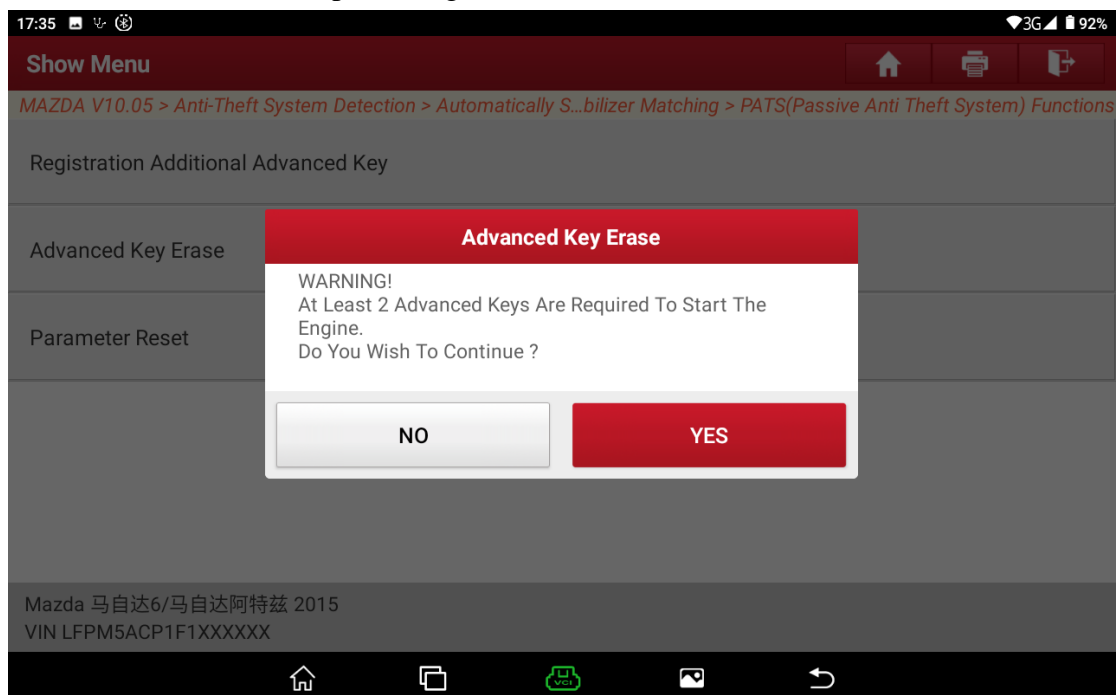 17:35 3G 92%
Show Menu
MAZDA V10.05 > Anti-Theft System Detection > Automatically S...bilizer Matching > PATS(Passive Anti Theft System) Functions
Registration Additional Advanced Key
Advanced Key Erase
Advanced Key Erase
WARNING!
At Least 2 Advanced Keys Are Required To Start The
Engine.
Do You Wish To Continue ?
Parameter Reset
NO YES
Mazda 马自达6/马自达阿特兹 2015
VIN LFPM5ACP1F1XXXXXX
VCI